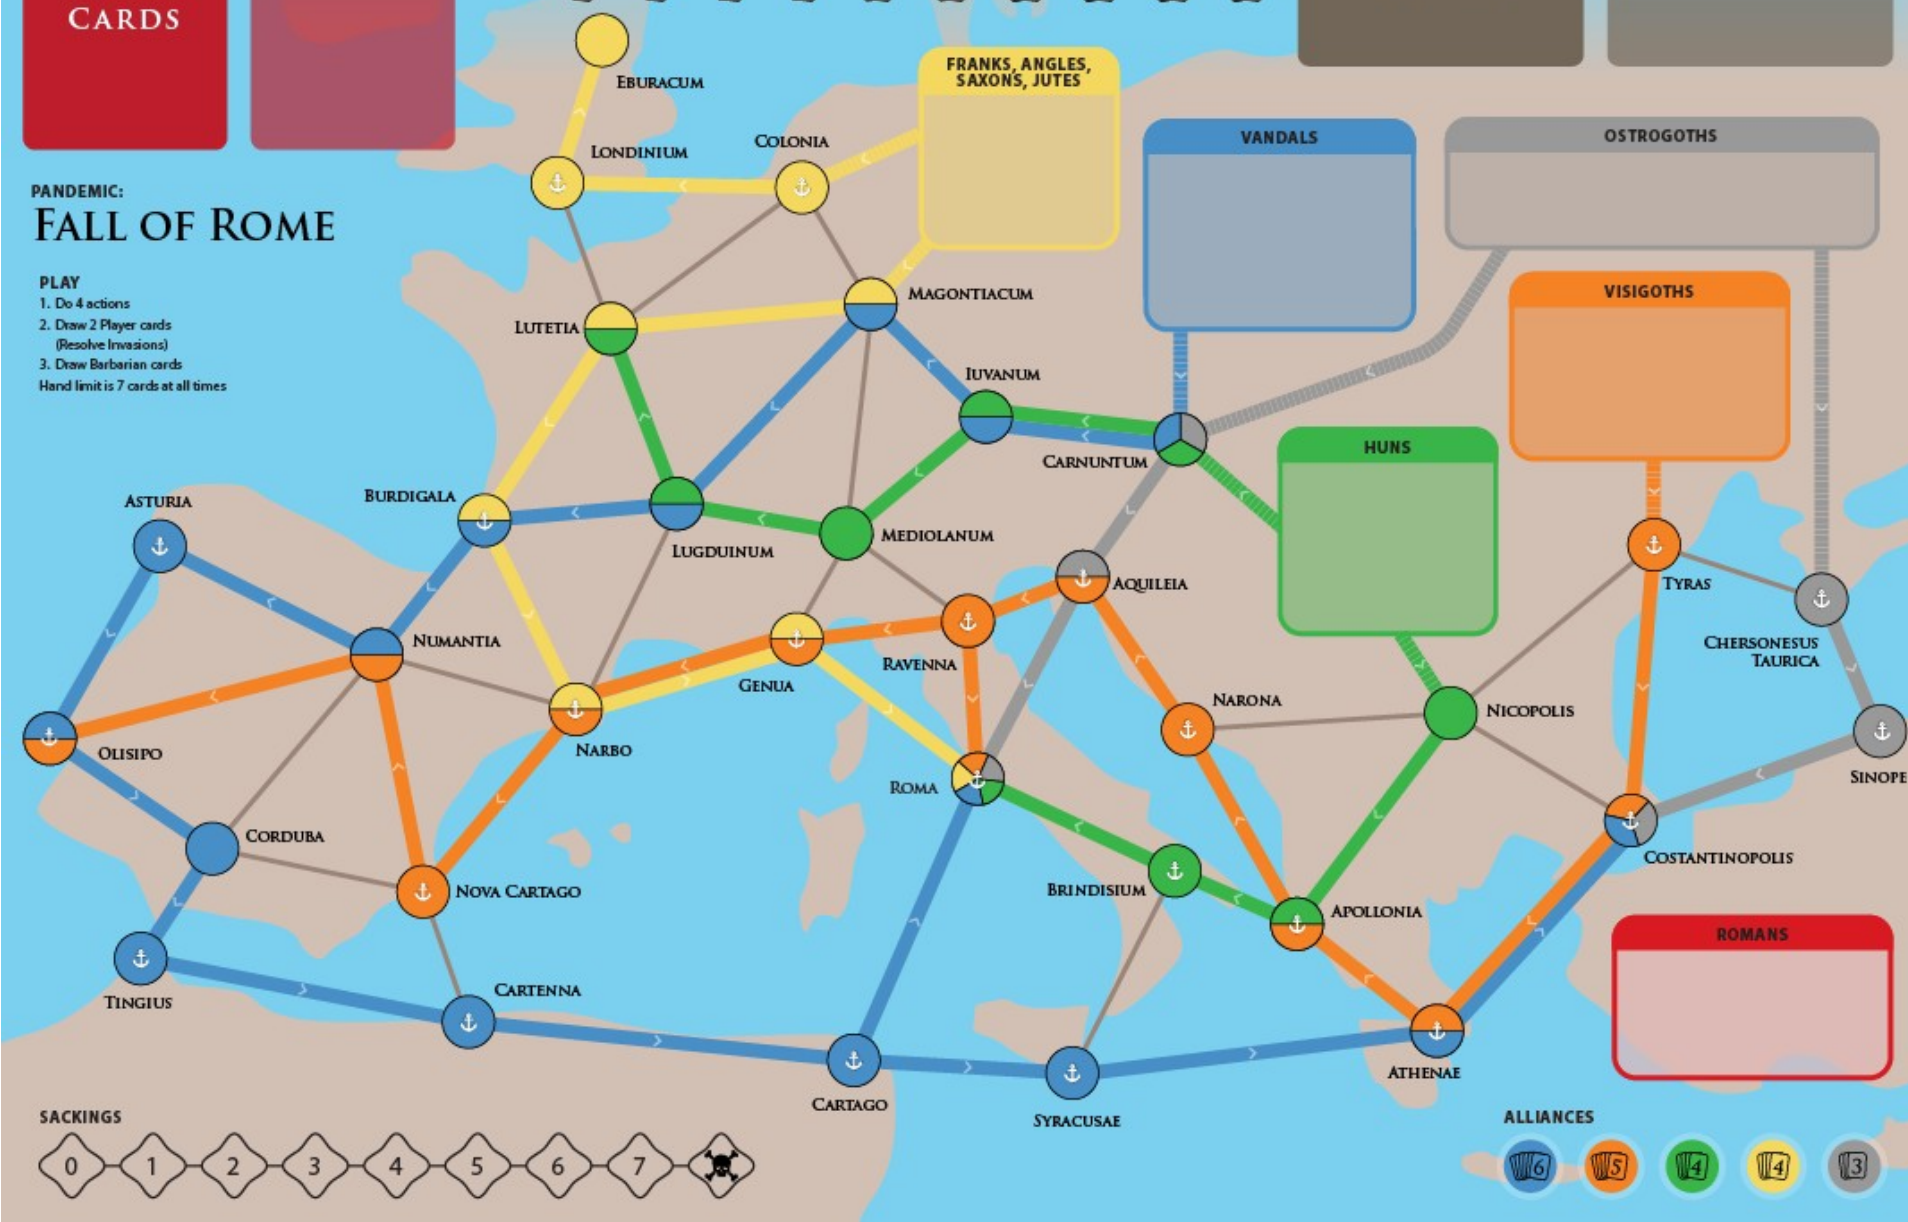 CARDS
EBURACUM
FRANKS, ANGLES,
SAXONS, JUTES
LONDINIUM
COLONIA
VANDALS
OSTROGOTHS
PANDEMIC:
FALL OF ROME
PLAY
1. Do 4 actions
2. Draw 2 Player cards
(Resolve Invasions)
3. Draw Barbarian cards
Hand limit is 7 cards at all times
MAGONTIACUM
VISIGOTHS
LUTETIA
IUVANUM
CARNUNTUM
HUNS
ASTURIA
BURDIGALA
LUGDUINUM
MEDIOLANUM
AQUILEIA
TYRAS
NUMANTIA
CHERSONESUS
TAURICA
RAVENNA
GENUA
NARONA
NICOPOLIS
OLISIPO
NARBO
ROMA
SINOPE
CORDUBA
COSTANTINOPOLIS
NOVA CARTAGO
BRINDISIUM
APOLLONIA
ROMANS
TINGIUS
CARTENNA
ATHENAE
CARTAGO
SYRACUSAE
SACKINGS
0 1 2 3 4 5 6 7
ALLIANCES
6 5 4 4 3